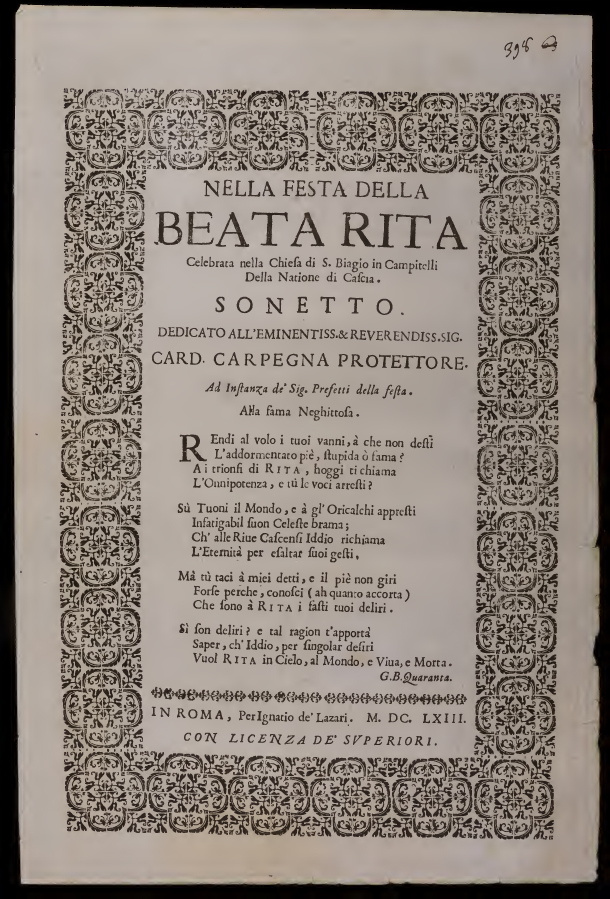 398
NELLA FESTA DELLA
BEATA RITA
Celebrata nella Chieſa di S. Biagio in Campitelli
Della Natione di Caſcia.
SONETTO.
DEDICATO ALL'EMINENTISS.& REVERENDISS.SIG.
CARD. CARPEGNA PROTETTORE.
Ad Inſtanza de' Sig. Prefetti della feſta.
Alla fama Neghittoſa.
REndi al volo i tuoi vanni, à che non deſti
L'addormentato piè, ſtupida ò fama?
A i trionfi di RITA, hoggi ti chiama
L'Onnipotenza, e tù le voci arreſti?
Sù Tuoni il Mondo, e à gl' Oricalchi appreſti
Infatigabil ſuon Celeſte brama;
Ch' alle Riue Caſcenſi Iddio richiama
L'Eternità per eſaltar ſuoi geſti.
Mà tù taci à miei detti, e il piè non giri
Forſe perche, conoſci (ah quanto accorta)
Che ſono à RITA i faſti tuoi deliri.
Sì ſon deliri? e tal ragion t'apporta
Saper, ch' Iddio, per ſingolar deſiri
Vuol RITA in Cielo, al Mondo, e Viua, e Morta.
G.B.Quaranta.
IN ROMA, Per Ignatio de' Lazari. M. DC. LXIII.
CON LICENZA DE' SVPERIORI.